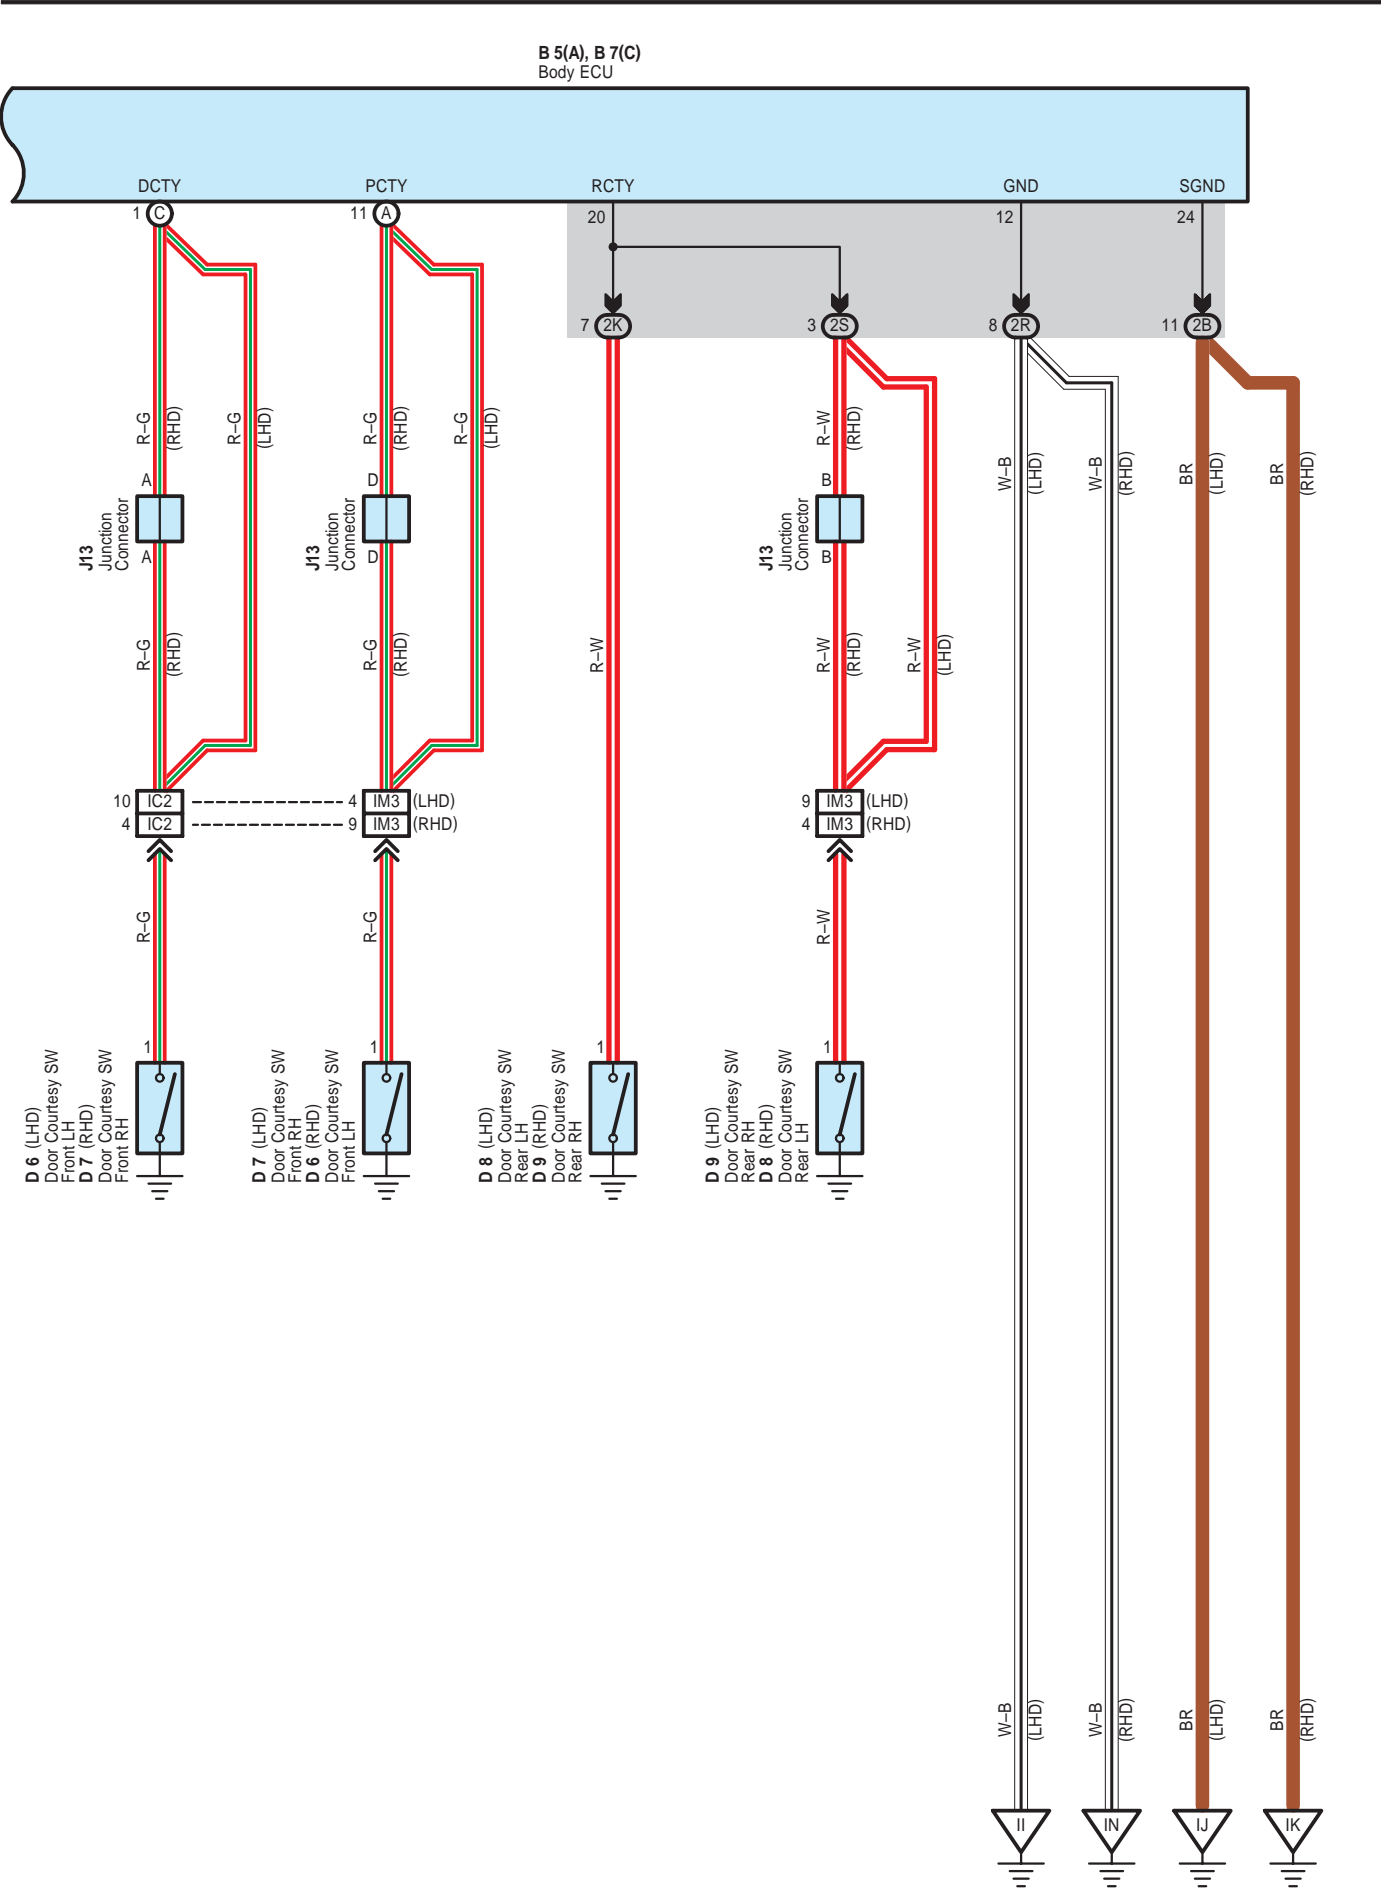 B 5(A), B 7(C)
Body ECU
DCTY
PCTY
RCTY
GND
SGND
1
C
11
A
20
12
24
7
2K
3
2S
8
2R
11
2B
R–G
(RHD)
R–G
(LHD)
R–G
(RHD)
R–G
(LHD)
R–W
(RHD)
W–B
(LHD)
W–B
(RHD)
BR
(LHD)
BR
(RHD)
A
D
B
J13
Junction
Connector
J13
Junction
Connector
J13
Junction
Connector
A
D
B
R–G
(RHD)
R–G
(RHD)
R–W
R–W
(RHD)
R–W
(LHD)
10
IC2
4
IM3
(LHD)
9
IM3
(LHD)
4
IC2
9
IM3
(RHD)
4
IM3
(RHD)
R–G
R–G
R–W
1
1
1
1
D 6 (LHD)
Door Courtesy SW
Front LH
D 7 (RHD)
Door Courtesy SW
Front RH
D 7 (LHD)
Door Courtesy SW
Front RH
D 6 (RHD)
Door Courtesy SW
Front LH
D 8 (LHD)
Door Courtesy SW
Rear LH
D 9 (RHD)
Door Courtesy SW
Rear RH
D 9 (LHD)
Door Courtesy SW
Rear RH
D 8 (RHD)
Door Courtesy SW
Rear LH
W–B
(LHD)
W–B
(RHD)
BR
(LHD)
BR
(RHD)
II
IN
IJ
IK